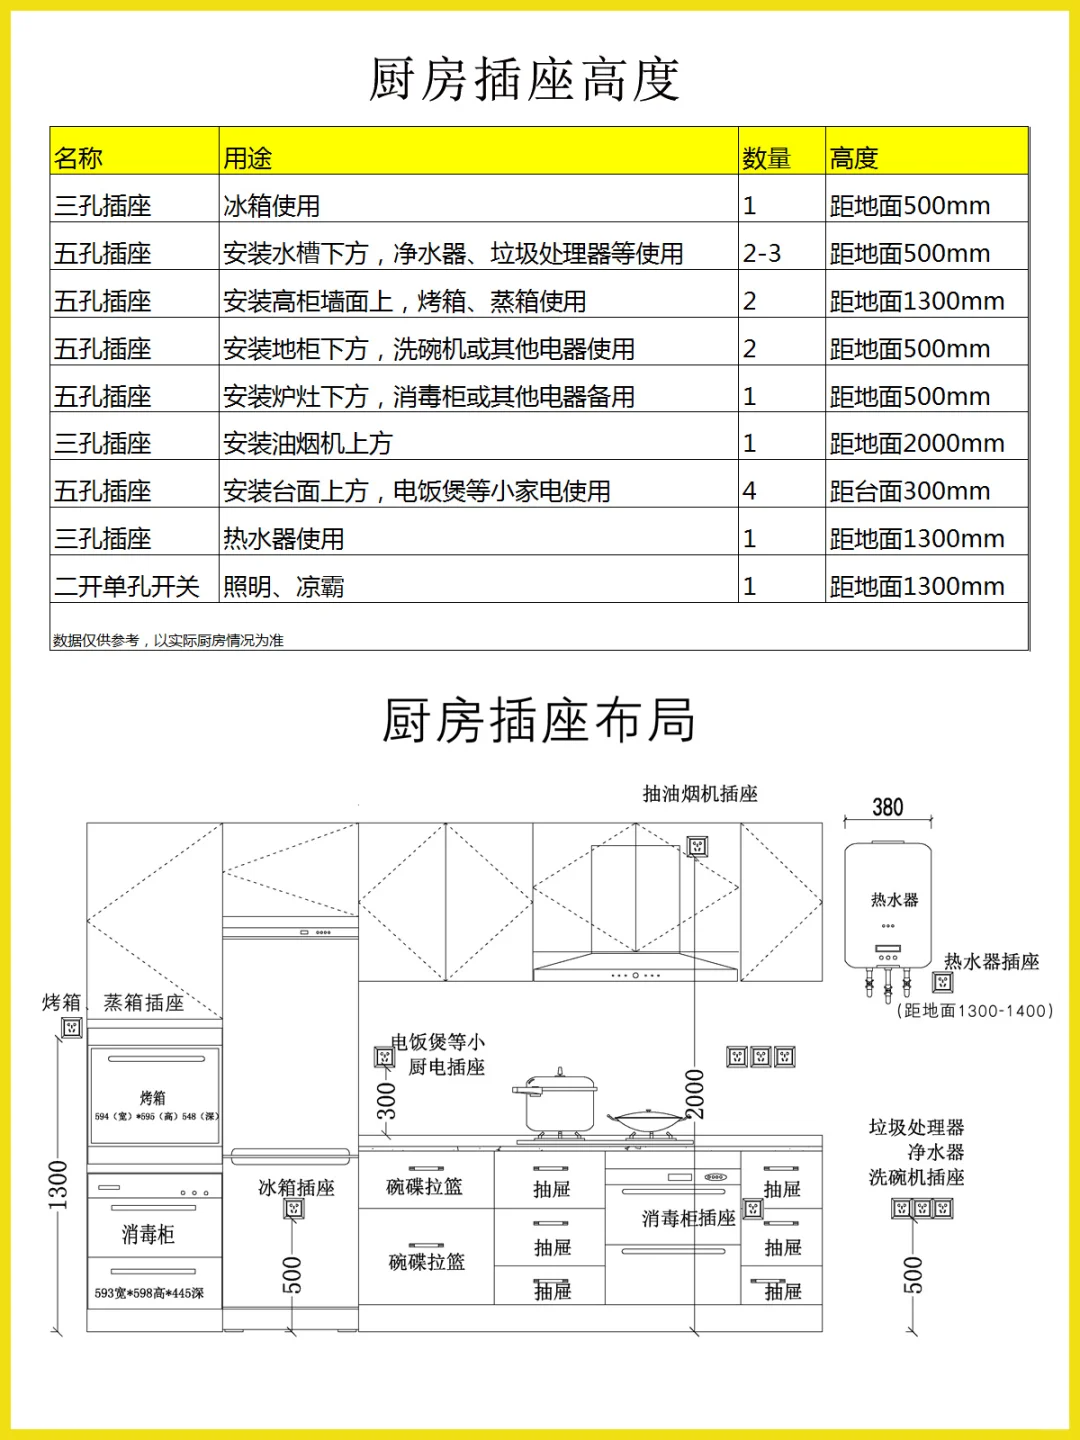 厨房插座高度
名称 用途 数量 高度
三孔插座 冰箱使用 1 距地面500mm
五孔插座 安装水槽下方，净水器、垃圾处理器等使用 2-3 距地面500mm
五孔插座 安装高柜墙面上，烤箱、蒸箱使用 2 距地面1300mm
五孔插座 安装地柜下方，洗碗机或其他电器使用 2 距地面500mm
五孔插座 安装炉灶下方，消毒柜或其他电器备用 1 距地面500mm
三孔插座 安装油烟机上方 1 距地面2000mm
五孔插座 安装台面上方，电饭煲等小家电使用 4 距台面300mm
三孔插座 热水器使用 1 距地面1300mm
二开单孔开关 照明、凉霸 1 距地面1300mm
数据仅供参考，以实际厨房情况为准
厨房插座布局
抽油烟机插座
380
热水器
热水器插座
（距地面1300-1400）
烤箱、蒸箱插座
电饭煲等小
厨电插座
300
2000
烤箱
594（宽）*595（高）548（深）
1300
垃圾处理器
净水器
洗碗机插座
冰箱插座
碗碟拉篮
抽屉
抽屉
消毒柜插座
消毒柜
抽屉
抽屉
碗碟拉篮
500
500
593宽*598高*445深
抽屉
抽屉